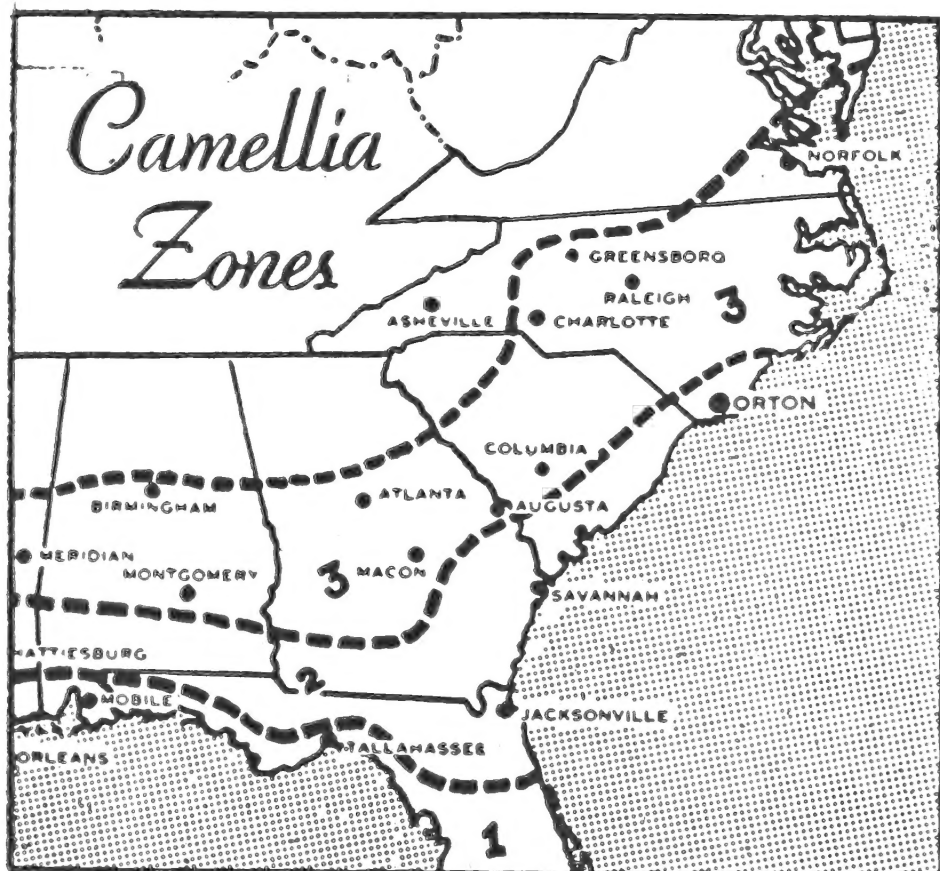 Camellia
Zones
NORFOLK
GREENSBORO
RALEIGH
3
ASHEVILLE
CHARLOTTE
ORTON
COLUMBIA
BIRMINGHAM
ATLANTA
AUGUSTA
MERIDIAN
MONTGOMERY
3
MACON
SAVANNAH
HATTIESBURG
2
MOBILE
JACKSONVILLE
ORLEANS
TALLAHASSEE
1